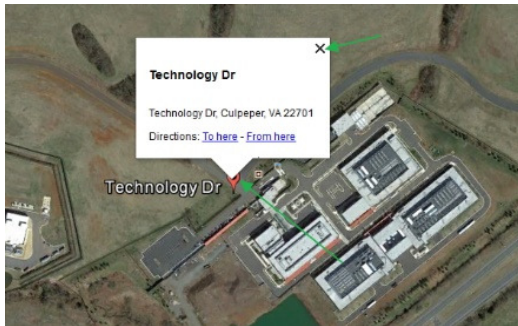 Technology Dr
Technology Dr, Culpeper, VA 22701
Directions: To here - From here
Technology Dr